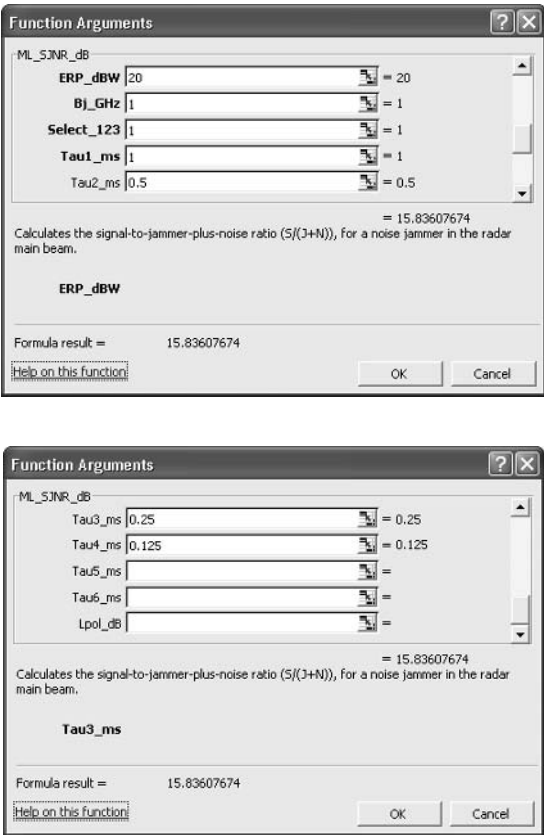 Function Arguments
ML_SJNR_dB
ERP_dBW 20 = 20
Bj_GHz 1 = 1
Select_123 1 = 1
Tau1_ms 1 = 1
Tau2_ms 0.5 = 0.5
= 15.83607674
Calculates the signal-to-jammer-plus-noise ratio (S/(J+N)), for a noise jammer in the radar
main beam.
ERP_dBW
Formula result = 15.83607674
Help on this function OK Cancel
Function Arguments
ML_SJNR_dB
Tau3_ms 0.25 = 0.25
Tau4_ms 0.125 = 0.125
Tau5_ms =
Tau6_ms =
Lpol_dB =
= 15.83607674
Calculates the signal-to-jammer-plus-noise ratio (S/(J+N)), for a noise jammer in the radar
main beam.
Tau3_ms
Formula result = 15.83607674
Help on this function OK Cancel